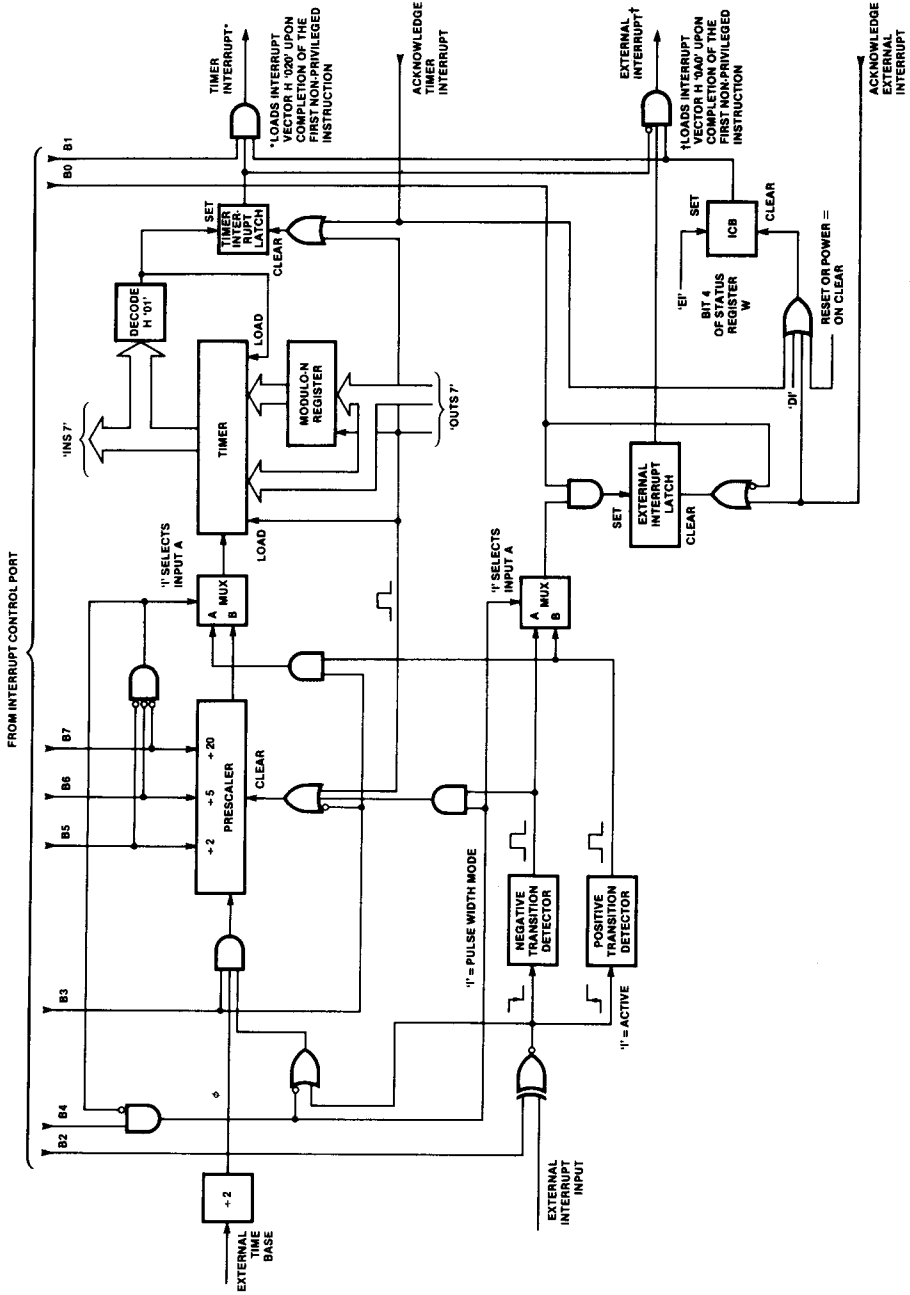 FROM INTERRUPT CONTROL PORT
B2
B4
B3
B5
B6
B7
B0
B1
EXTERNAL
TIME
BASE
÷2
ϕ
÷2
÷5
÷20
PRESCALER
CLEAR
'I' SELECTS
INPUT A
A
MUX
B
'INS 7'
TIMER
LOAD
LOAD
DECODE
H '01'
MODULO-N
REGISTER
'OUTS 7'
SET
TIMER
INTER-
RUPT
LATCH
CLEAR
TIMER
INTERRUPT*
*LOADS INTERRUPT
VECTOR H '020' UPON
COMPLETION OF THE
FIRST NON-PRIVILEGED
INSTRUCTION
ACKNOWLEDGE
TIMER
INTERRUPT
'I' = PULSE WIDTH MODE
EXTERNAL
INTERRUPT
INPUT
NEGATIVE
TRANSITION
DETECTOR
POSITIVE
TRANSITION
DETECTOR
'I' = ACTIVE
'I' SELECTS
INPUT A
A
MUX
B
SET
EXTERNAL
INTERRUPT
LATCH
CLEAR
'EI'
SET
ICB
CLEAR
BIT 4
OF STATUS
REGISTER
W
'DI'
RESET OR POWER =
ON CLEAR
EXTERNAL
INTERRUPT†
†LOADS INTERRUPT
VECTOR H '0A0' UPON
COMPLETION OF THE
FIRST NON-PRIVILEGED
INSTRUCTION
ACKNOWLEDGE
EXTERNAL
INTERRUPT